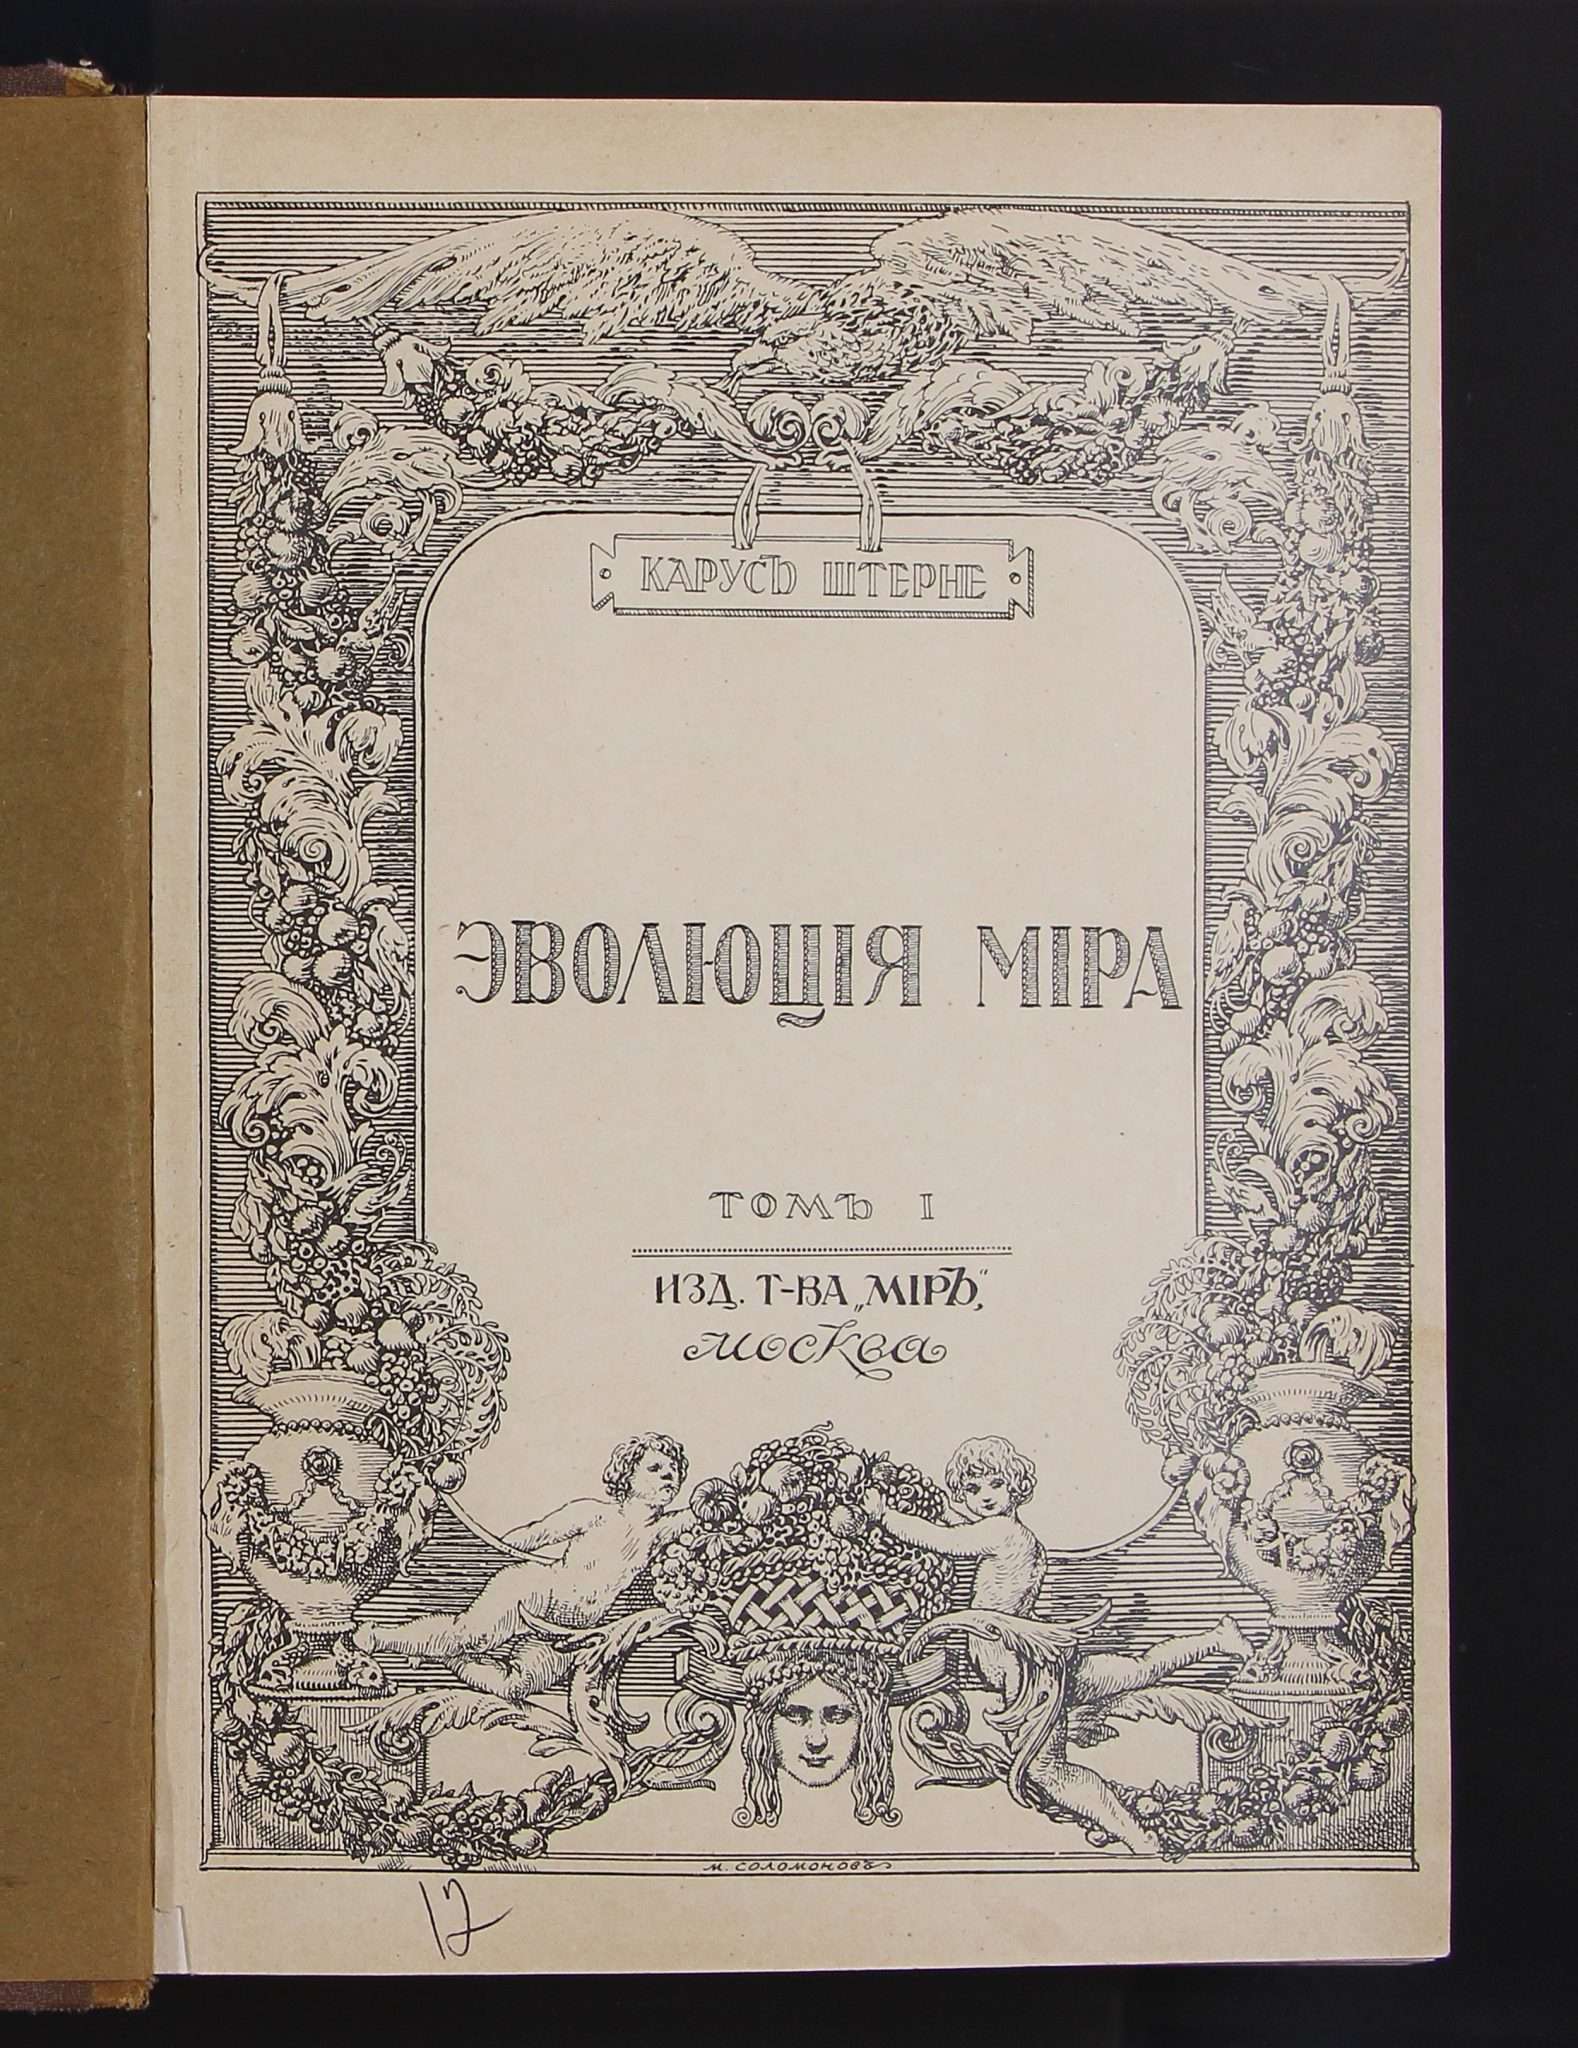 КАРУСЪ ШТЕРНЕ
ЭВОЛЮЦІЯ МІРА
ТОМЪ I
ИЗД. Т-ВА „МІРЪ“,
МОСКВА
М. СОЛОМОНОВЪ
12